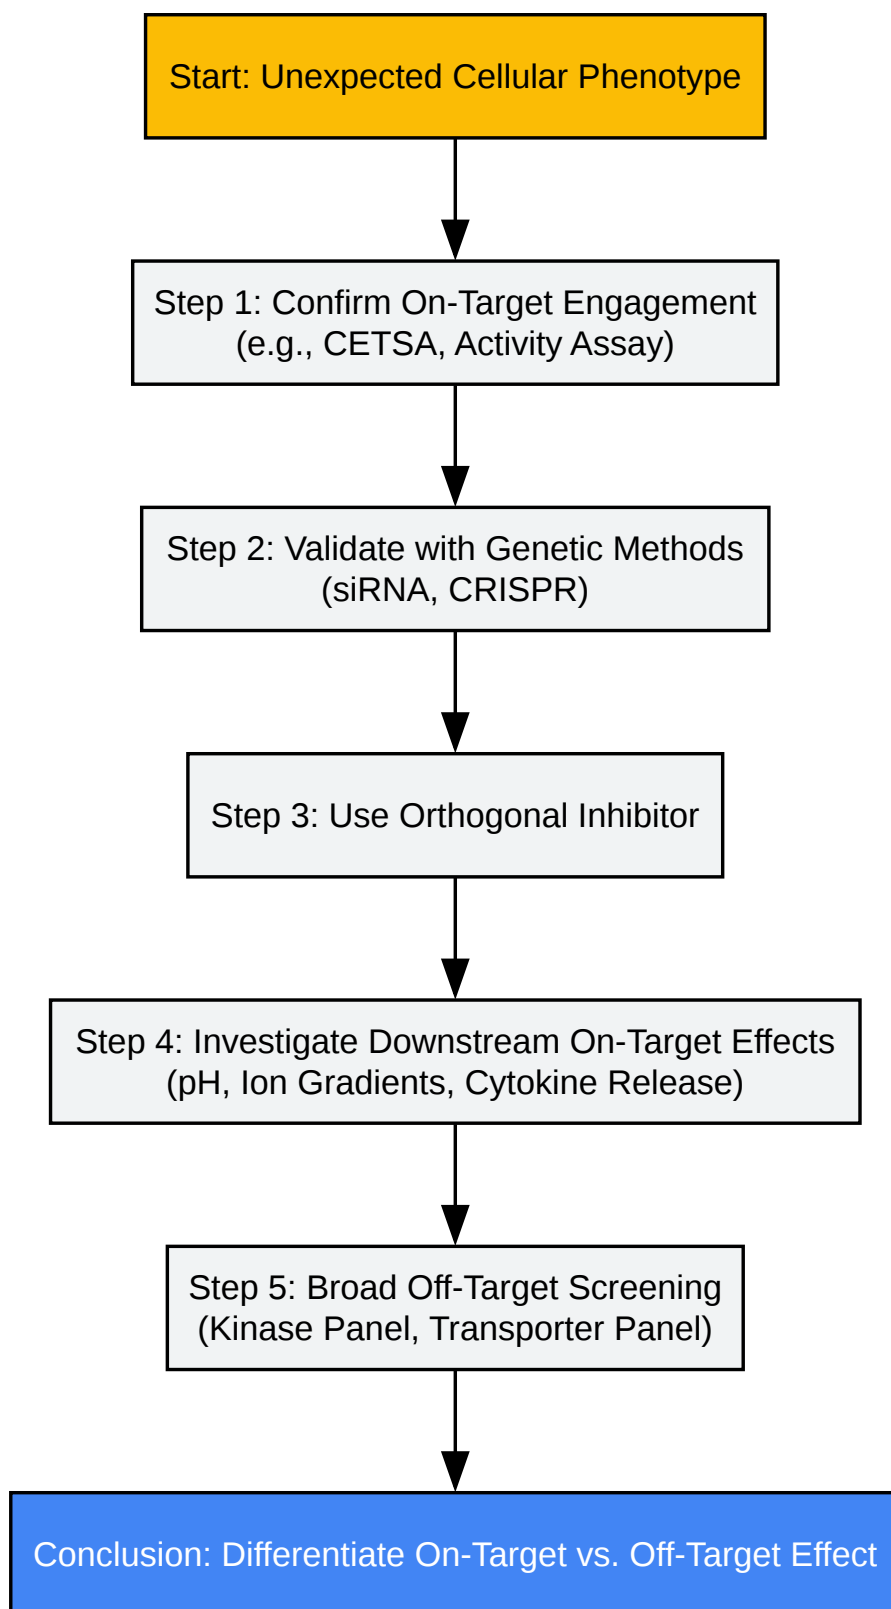 Start: Unexpected Cellular Phenotype
Step 1: Confirm On-Target Engagement
(e.g., CETSA, Activity Assay)
Step 2: Validate with Genetic Methods
(siRNA, CRISPR)
Step 3: Use Orthogonal Inhibitor
Step 4: Investigate Downstream On-Target Effects
(pH, Ion Gradients, Cytokine Release)
Step 5: Broad Off-Target Screening
(Kinase Panel, Transporter Panel)
Conclusion: Differentiate On-Target vs. Off-Target Effect